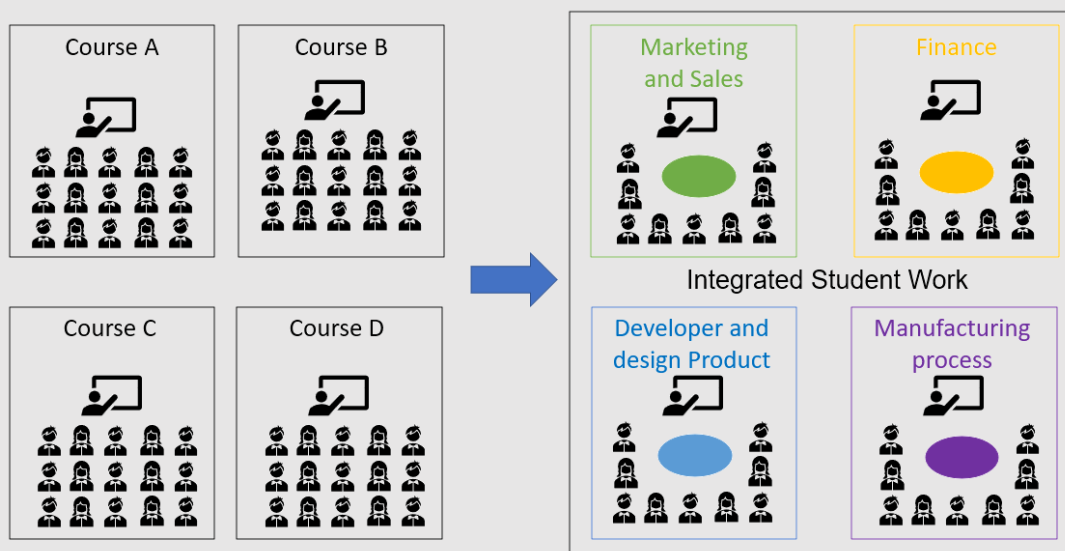 Course A
Course B
Course C
Course D
Marketing
and Sales
Finance
Integrated Student Work
Developer and
design Product
Manufacturing
process